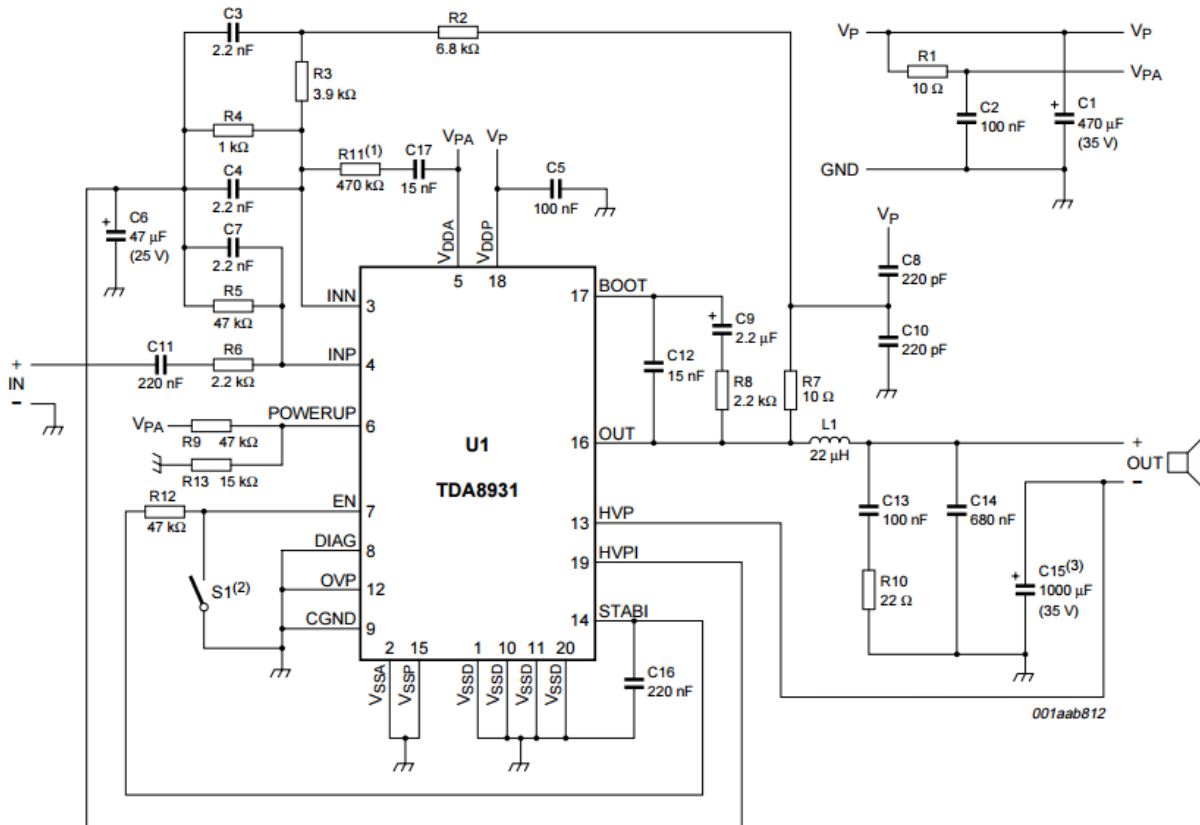 C3
2.2 nF
R2
6.8 kΩ
R3
3.9 kΩ
R4
1 kΩ
C4
2.2 nF
C6
47 µF
(25 V)
C7
2.2 nF
R5
47 kΩ
R11(1)
470 kΩ
C17
15 nF
VPA
VP
C5
100 nF
VP
VP
R1
10 Ω
VPA
C2
100 nF
C1
470 µF
(35 V)
GND
VP
C8
220 pF
C10
220 pF
VDDA
VDDP
5
18
INN
3
C11
220 nF
R6
2.2 kΩ
INP
4
+
IN
−
VPA
R9
47 kΩ
R13
15 kΩ
POWERUP
6
R12
47 kΩ
EN
7
S1(2)
DIAG
8
OVP
12
CGND
9
U1
TDA8931
17
BOOT
C12
15 nF
C9
2.2 µF
R8
2.2 kΩ
R7
10 Ω
16
OUT
L1
22 µH
+
OUT
−
13
HVP
19
HVPI
14
STABI
C13
100 nF
R10
22 Ω
C14
680 nF
C15(3)
1000 µF
(35 V)
C16
220 nF
2
15
1
10
11
20
VSSA
VSSP
VSSD
VSSD
VSSD
VSSD
001aab812